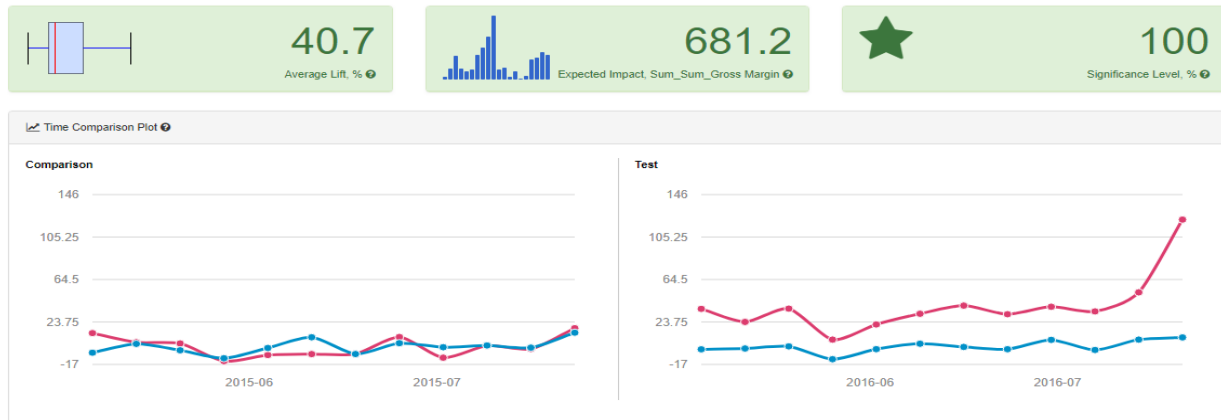 40.7
Average Lift, %
681.2
Expected Impact, Sum_Sum_Gross Margin
100
Significance Level, %
Time Comparison Plot
Comparison
146
105.25
64.5
23.75
-17
2015-06
2015-07
Test
146
105.25
64.5
23.75
-17
2016-06
2016-07